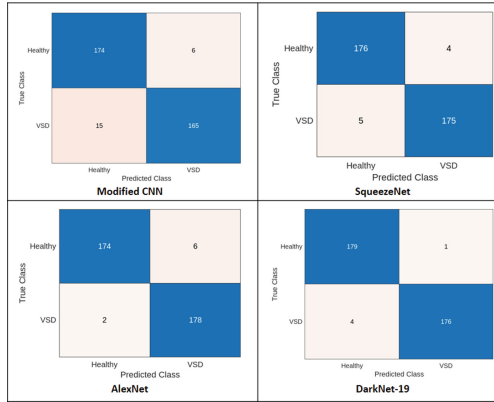 Healthy
174
6
True Class
VSD
15
165
Healthy
VSD
Predicted Class
Modified CNN
Healthy
176
4
True Class
VSD
5
175
Healthy
VSD
Predicted Class
SqueezeNet
Healthy
174
6
True Class
VSD
2
178
Healthy
VSD
Predicted Class
AlexNet
Healthy
179
1
True Class
VSD
4
176
Healthy
VSD
Predicted Class
DarkNet-19